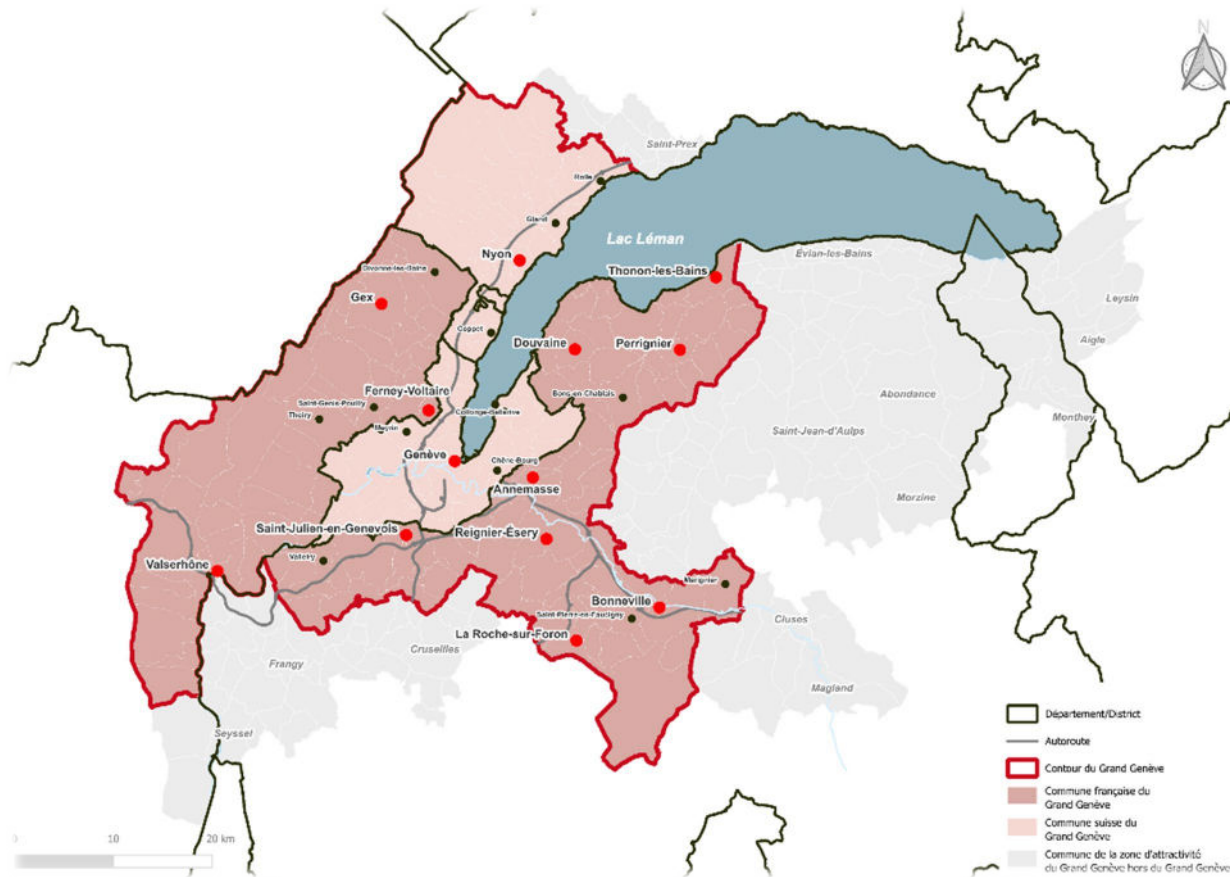 N
Saint-Prex
Rolle
Gland
Lac Léman
Nyon
Évian-les-Bains
Divonne-les-Bains
Thonon-les-Bains
Gex
Leysin
Coppet
Aigle
Douvaine
Perrignier
Ferney-Voltaire
Bons-en-Chablais
Abondance
Saint-Genis-Pouilly
Collonge-Bellerive
Thoiry
Monthey
Meyrin
Saint-Jean-d'Aulps
Genève
Chêne-Bourg
Annemasse
Morzine
Saint-Julien-en-Genevois
Reignier-Ésery
Valleiry
Valserhône
Marignier
Bonneville
Saint-Pierre-en-Faucigny
Cluses
La Roche-sur-Foron
Cruseilles
Frangy
Magland
Seyssel
Département/District
Autoroute
Contour du Grand Genève
Commune française du
Grand Genève
Commune suisse du
Grand Genève
Commune de la zone d'attractivité
du Grand Genève hors du Grand Genève
10
20 km